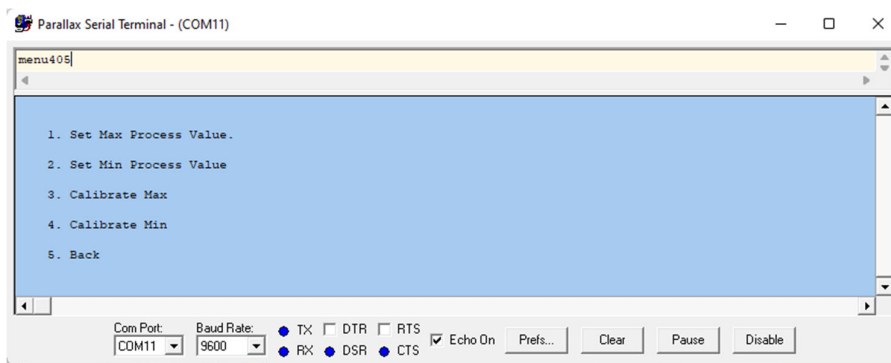 Parallax Serial Terminal - (COM11)
menu405
1. Set Max Process Value.
2. Set Min Process Value
3. Calibrate Max
4. Calibrate Min
5. Back
Com Port: Baud Rate: TX DTR RTS
COM11 9600 RX DSR CTS Echo On Prefs... Clear Pause Disable